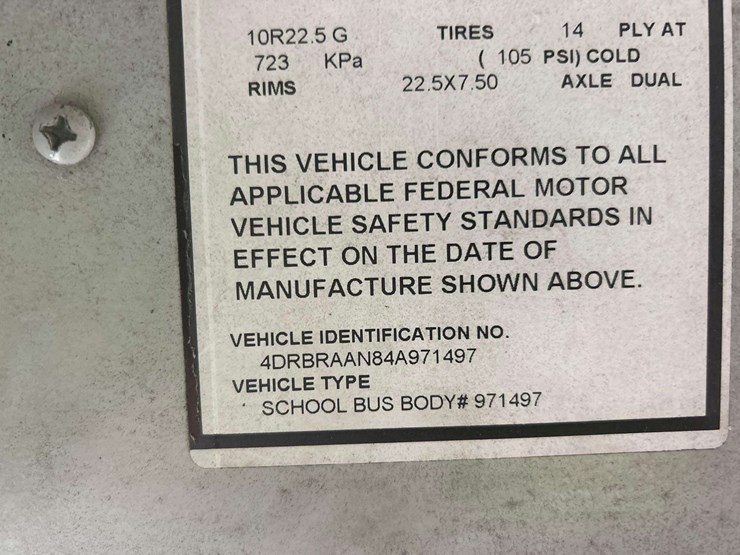 10R22.5 G TIRES 14 PLY AT
723 KPa ( 105 PSI) COLD
RIMS 22.5X7.50 AXLE DUAL
THIS VEHICLE CONFORMS TO ALL
APPLICABLE FEDERAL MOTOR
VEHICLE SAFETY STANDARDS IN
EFFECT ON THE DATE OF
MANUFACTURE SHOWN ABOVE.
VEHICLE IDENTIFICATION NO.
4DRBRAAN84A971497
VEHICLE TYPE
SCHOOL BUS BODY# 971497